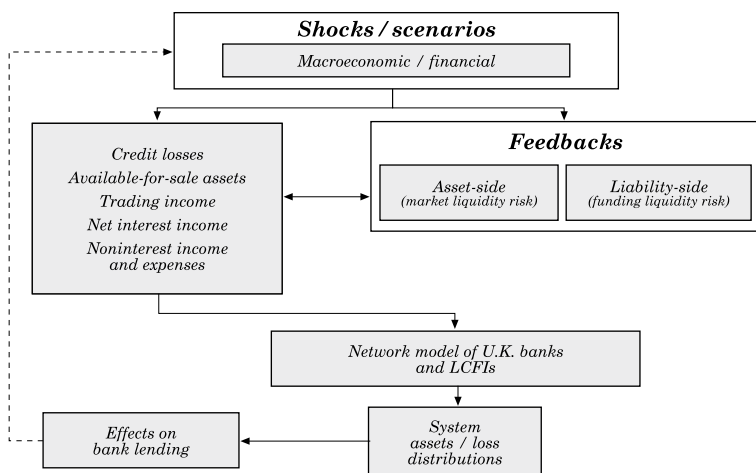 Shocks / scenarios
Macroeconomic / financial
Credit losses
Available-for-sale assets
Trading income
Net interest income
Noninterest income
and expenses
Feedbacks
Asset-side
(market liquidity risk)
Liability-side
(funding liquidity risk)
Network model of U.K. banks
and LCFIs
Effects on
bank lending
System
assets / loss
distributions